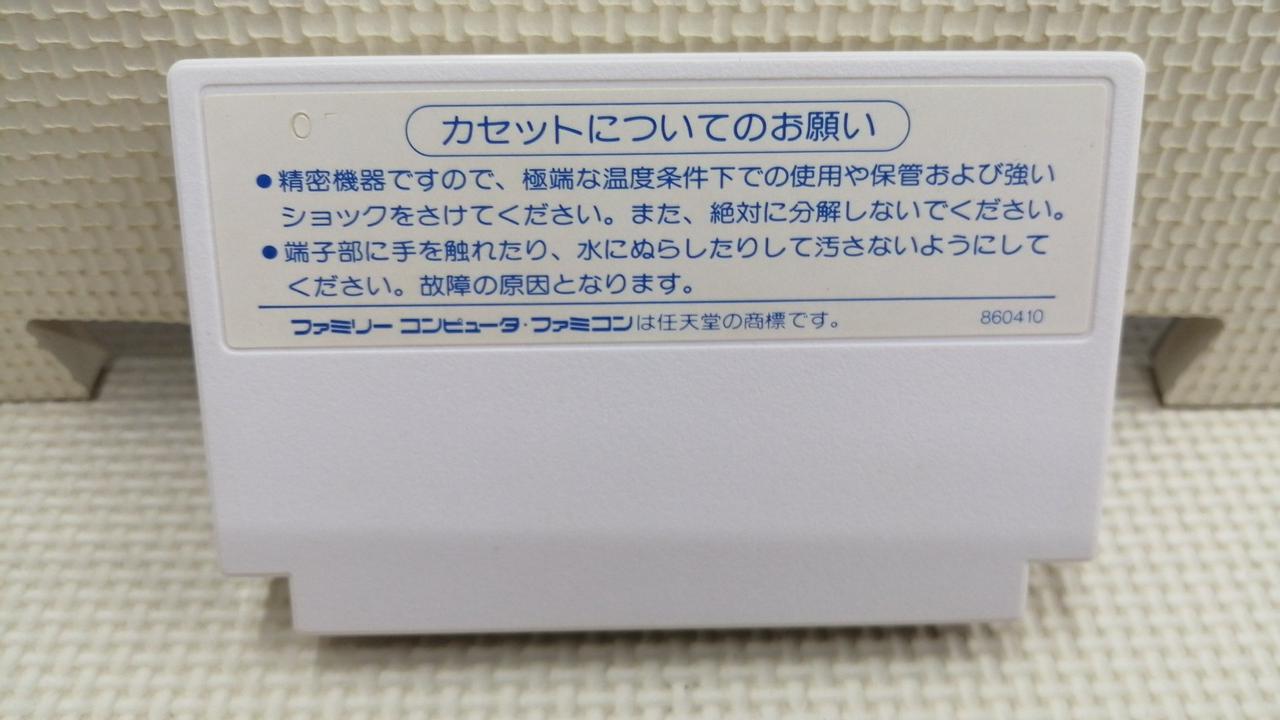 カセットについてのお願い
●精密機器ですので、極端な温度条件下での使用や保管および強い
ショックをさけてください。また、絶対に分解しないでください。
●端子部に手を触れたり、水にぬらしたりして汚さないようにして
ください。故障の原因となります。
ファミリー コンピュータ・ファミコンは任天堂の商標です。 860410